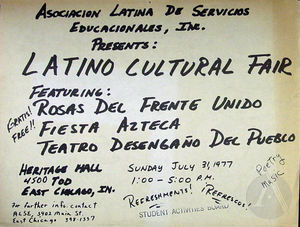 ASOCIACION LATINA DE SERVICIOS
EDUCACIONALES, INC.
PRESENTS:
LATINO CULTURAL FAIR
FEATURING:
GRATIS!
FREE!!
ROSAS DEL FRENTE UNIDO
FIESTA AZTECA
TEATRO DESENGAÑO DEL PUEBLO
HERITAGE HALL
4500 TOD
EAST CHICAGO, IN.
SUNDAY JULY 31, 1977
1:00 - 5:00 A.M.
POETRY
MUSIC
REFRESHMENTS! ¡REFRESCOS!
STUDENT ACTIVITIES BOARD
For further info. contact
ALSE, 3902 Main St.
East Chicago 398-1357